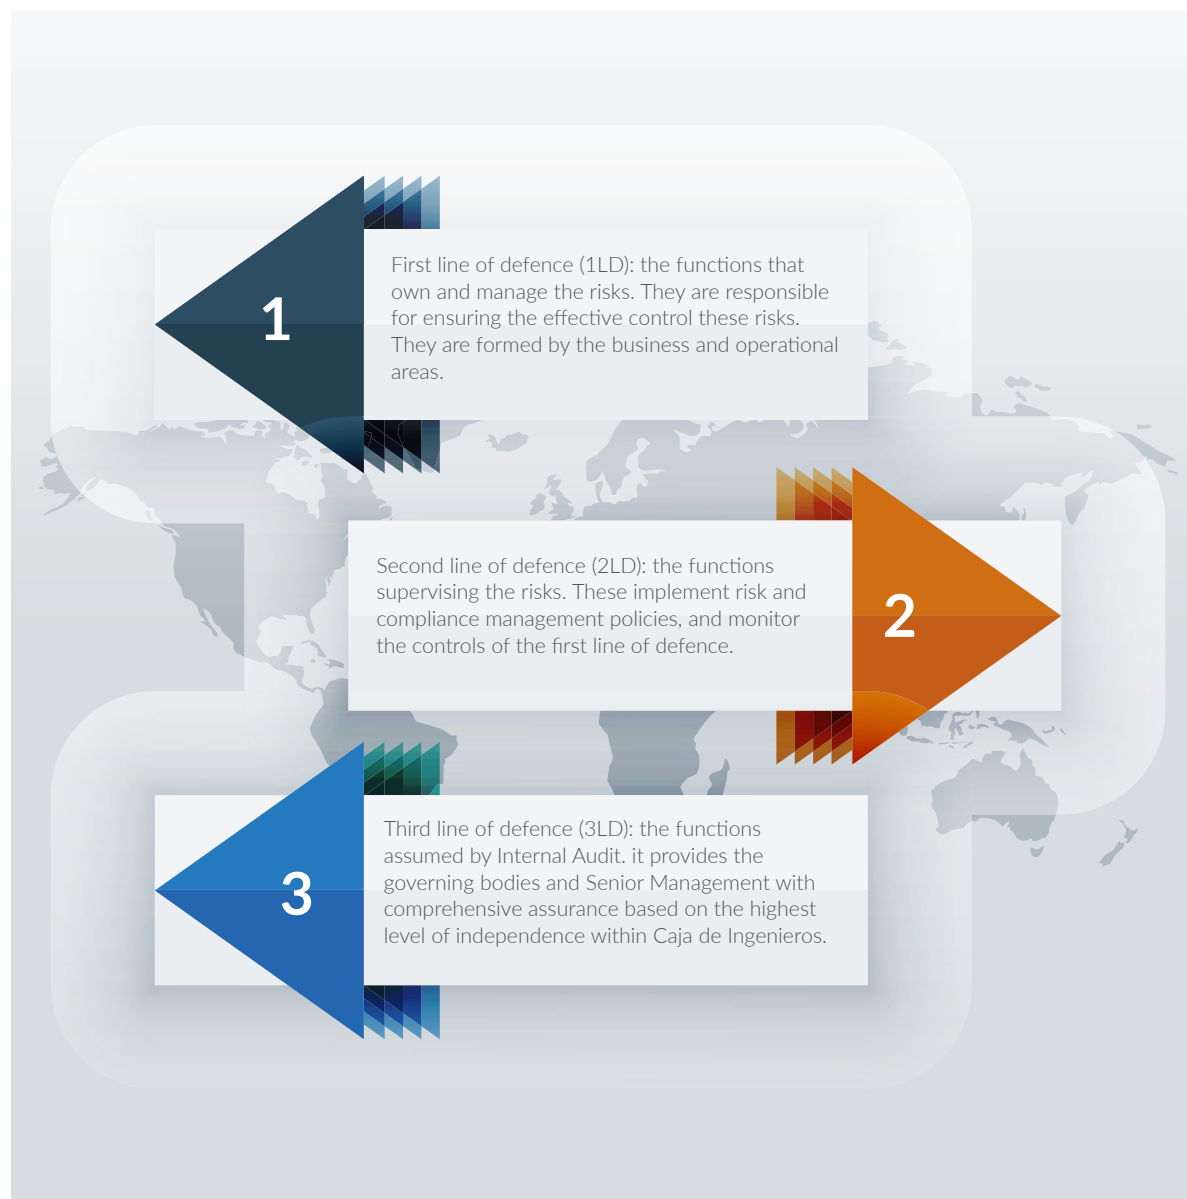 1
First line of defence (1LD): the functions that
own and manage the risks. They are responsible
for ensuring the effective control these risks.
They are formed by the business and operational
areas.
Second line of defence (2LD): the functions
supervising the risks. These implement risk and
compliance management policies, and monitor
the controls of the first line of defence.
2
3
Third line of defence (3LD): the functions
assumed by Internal Audit. it provides the
governing bodies and Senior Management with
comprehensive assurance based on the highest
level of independence within Caja de Ingenieros.